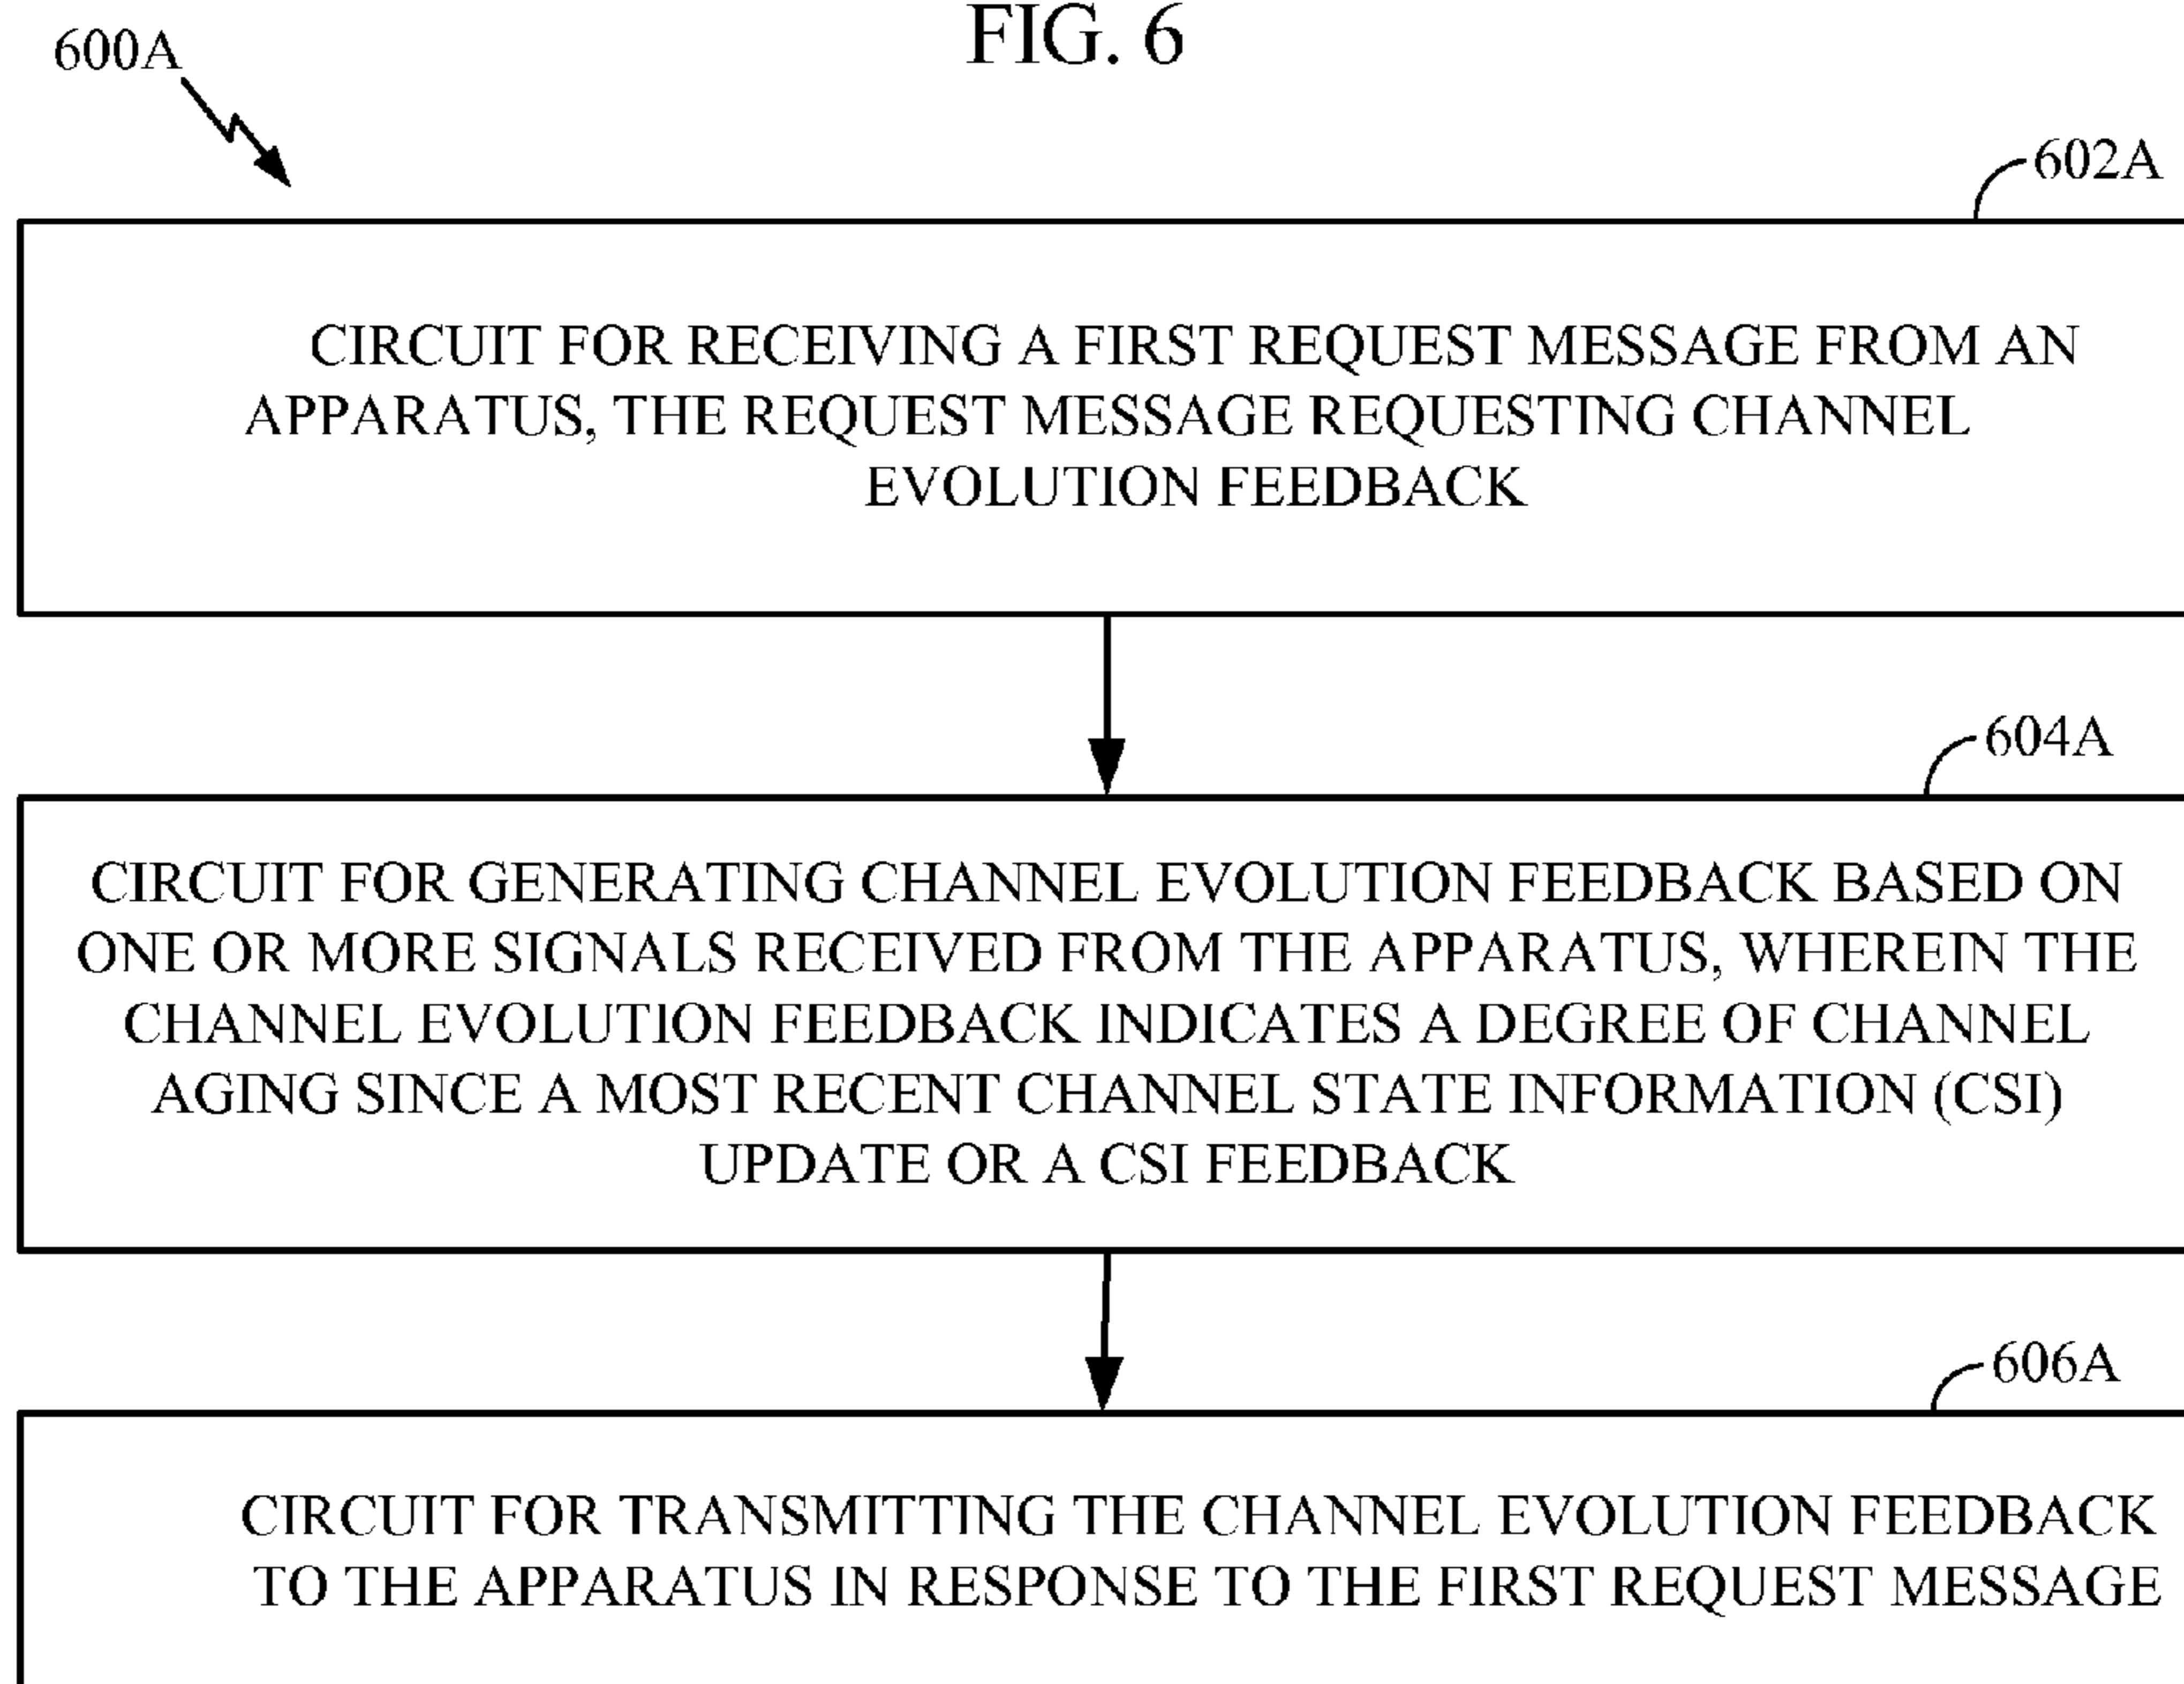 FIG. 6
600A
602A
CIRCUIT FOR RECEIVING A FIRST REQUEST MESSAGE FROM AN
APPARATUS, THE REQUEST MESSAGE REQUESTING CHANNEL
EVOLUTION FEEDBACK
604A
CIRCUIT FOR GENERATING CHANNEL EVOLUTION FEEDBACK BASED ON
ONE OR MORE SIGNALS RECEIVED FROM THE APPARATUS, WHEREIN THE
CHANNEL EVOLUTION FEEDBACK INDICATES A DEGREE OF CHANNEL
AGING SINCE A MOST RECENT CHANNEL STATE INFORMATION (CSI)
UPDATE OR A CSI FEEDBACK
606A
CIRCUIT FOR TRANSMITTING THE CHANNEL EVOLUTION FEEDBACK
TO THE APPARATUS IN RESPONSE TO THE FIRST REQUEST MESSAGE